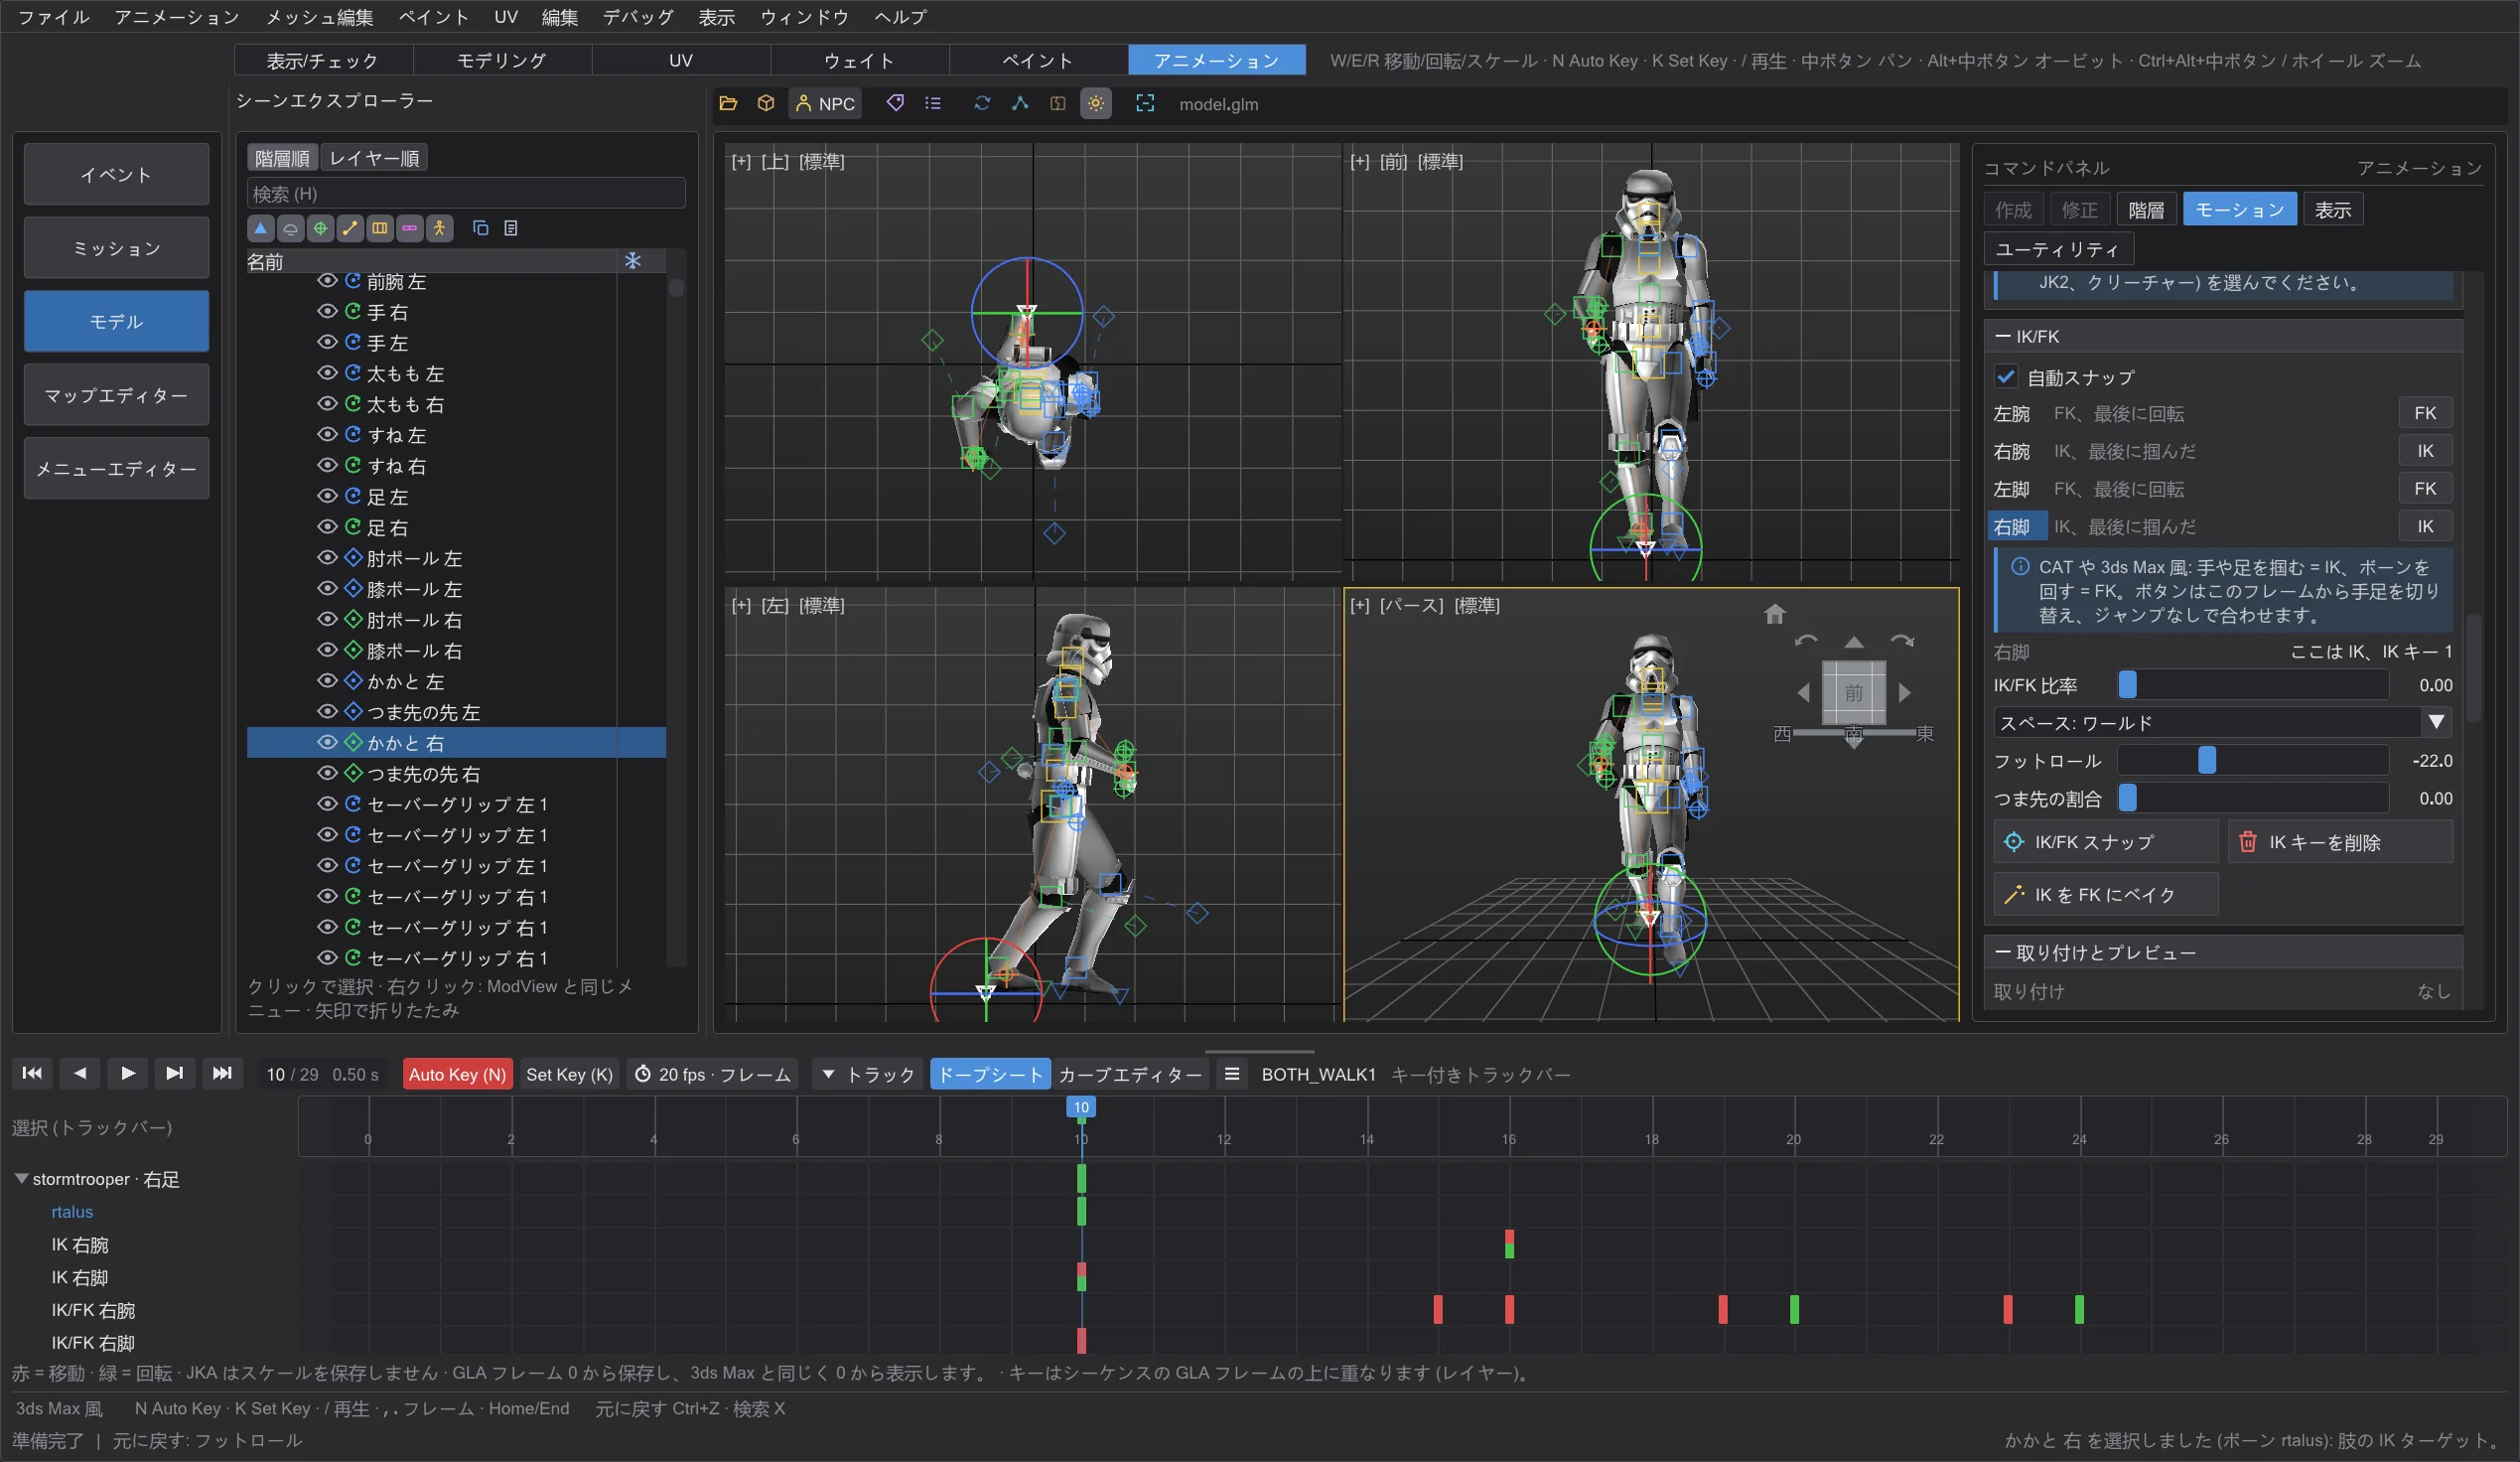 ファイル アニメーション メッシュ編集 ペイント UV 編集 デバッグ 表示 ウィンドウ ヘルプ
表示/チェック モデリング UV ウェイト ペイント アニメーション W/E/R 移動/回転/スケール · N Auto Key · K Set Key · / 再生 · 中ボタン パン · Alt+中ボタン オービット · Ctrl+Alt+中ボタン / ホイール ズーム
シーンエクスプローラー
NPC model.glm
イベント
ミッション
モデル
マップエディター
メニューエディター
階層順 レイヤー順
検索 (H)
名前
前腕 左
手 右
手 左
太もも 左
太もも 右
すね 左
すね 右
足 左
足 右
肘ポール 左
膝ポール 左
肘ポール 右
膝ポール 右
かかと 左
つま先の先 左
かかと 右
つま先の先 右
セーバーグリップ 左 1
セーバーグリップ 左 1
セーバーグリップ 左 1
セーバーグリップ 右 1
セーバーグリップ 右 1
セーバーグリップ 右 1
クリックで選択 · 右クリック: ModView と同じメ
ニュー · 矢印で折りたたみ
[+] [上] [標準]
[+] [前] [標準]
[+] [左] [標準]
[+] [パース] [標準]
前
西 南 東
コマンドパネル アニメーション
作成 修正 階層 モーション 表示
ユーティリティ
JK2、クリーチャー) を選んでください。
IK/FK
自動スナップ
左腕 FK、最後に回転 FK
右腕 IK、最後に掴んだ IK
左脚 FK、最後に回転 FK
右脚 IK、最後に掴んだ IK
CAT や 3ds Max 風: 手や足を掴む = IK、ボーンを
回す = FK。ボタンはこのフレームから手足を切り
替え、ジャンプなしで合わせます。
右脚 ここは IK、IK キー 1
IK/FK 比率 0.00
スペース: ワールド
フットロール -22.0
つま先の割合 0.00
IK/FK スナップ IK キーを削除
IK を FK にベイク
取り付けとプレビュー
取り付け なし
10 / 29 0.50 s Auto Key (N) Set Key (K) 20 fps · フレーム トラック ドープシート カーブエディター BOTH_WALK1 キー付きトラックバー
10
選択 (トラックバー)
0 2 4 6 8 10 12 14 16 18 20 22 24 26 28 29
stormtrooper · 右足
rtalus
IK 右腕
IK 右脚
IK/FK 右腕
IK/FK 右脚
赤 = 移動 · 緑 = 回転 · JKA はスケールを保存しません · GLA フレーム 0 から保存し、3ds Max と同じく 0 から表示します。 · キーはシーケンスの GLA フレームの上に重なります (レイヤー)。
3ds Max 風 N Auto Key · K Set Key · / 再生 · , . フレーム · Home/End 元に戻す Ctrl+Z · 検索 X
準備完了 | 元に戻す: フットロール
かかと 右 を選択しました (ボーン rtalus): 肢の IK ターゲット。